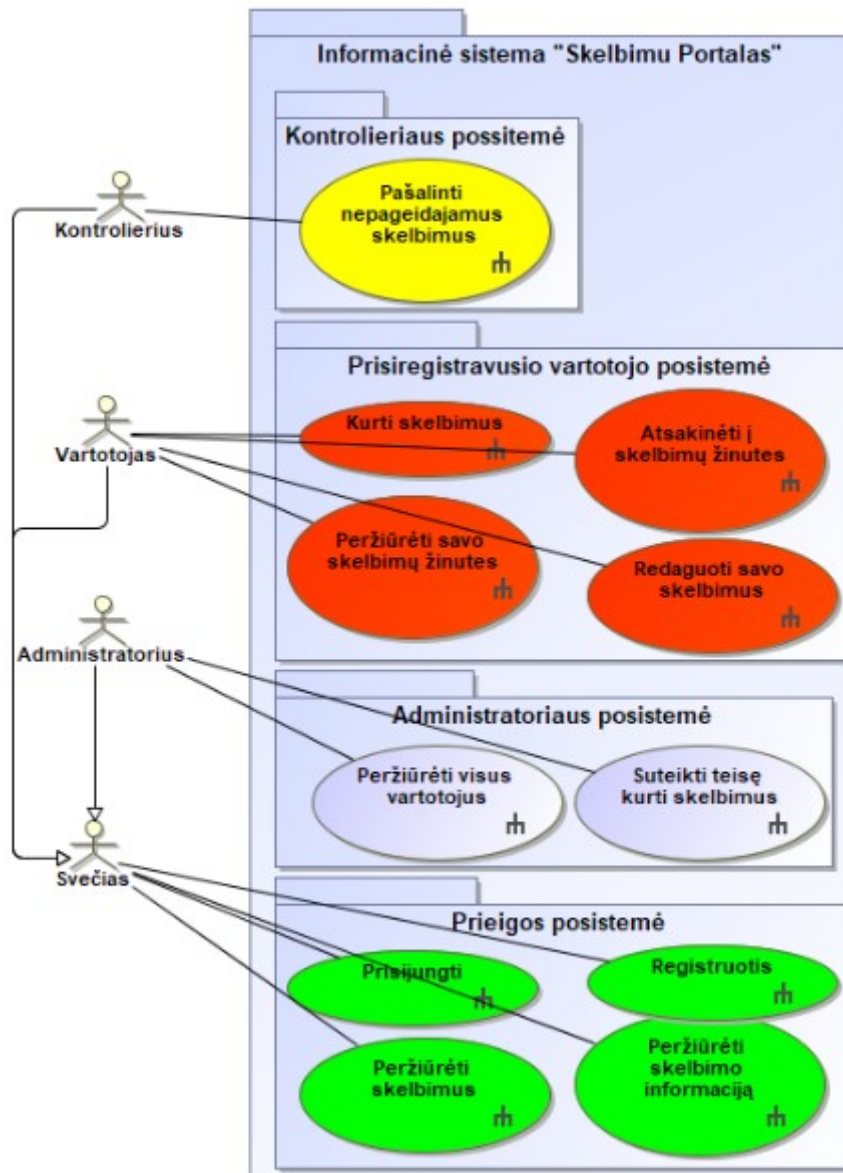 Informacinė sistema "Skelbimu Portalas"
Kontrolieriaus possitemė
Pašalinti
nepageidajamus
skelbimus
Kontrolierius
Prisiregistravusio vartotojo posistemė
Kurti skelbimus
Atsakinėti į
skelbimų žinutes
Vartotojas
Peržiūrėti savo
skelbimų žinutes
Redaguoti savo
skelbimus
Administratorius
Administratoriaus posistemė
Peržiūrėti visus
vartotojus
Suteikti teisę
kurti skelbimus
Svečias
Prieigos posistemė
Prisijungti
Registruotis
Peržiūrėti
skelbimus
Peržiūrėti
skelbimo
informaciją